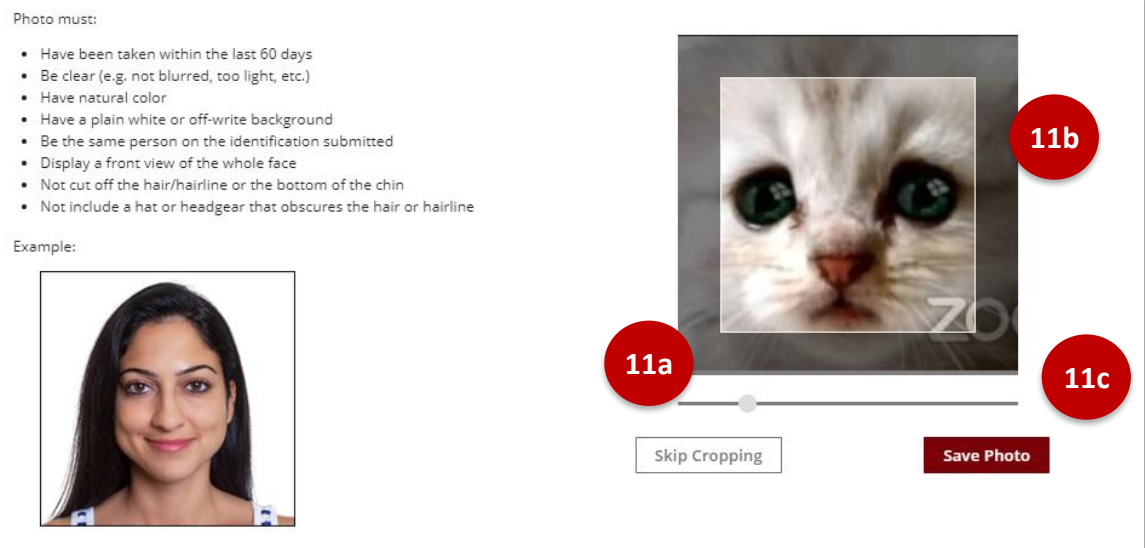 Photo must:
Have been taken within the last 60 days
Be clear (e.g. not blurred, too light, etc.)
Have natural color
Have a plain white or off-write background
Be the same person on the identification submitted
Display a front view of the whole face
Not cut off the hair/hairline or the bottom of the chin
Not include a hat or headgear that obscures the hair or hairline
Example:
11b
ZO
11a
11c
Skip Cropping
Save Photo